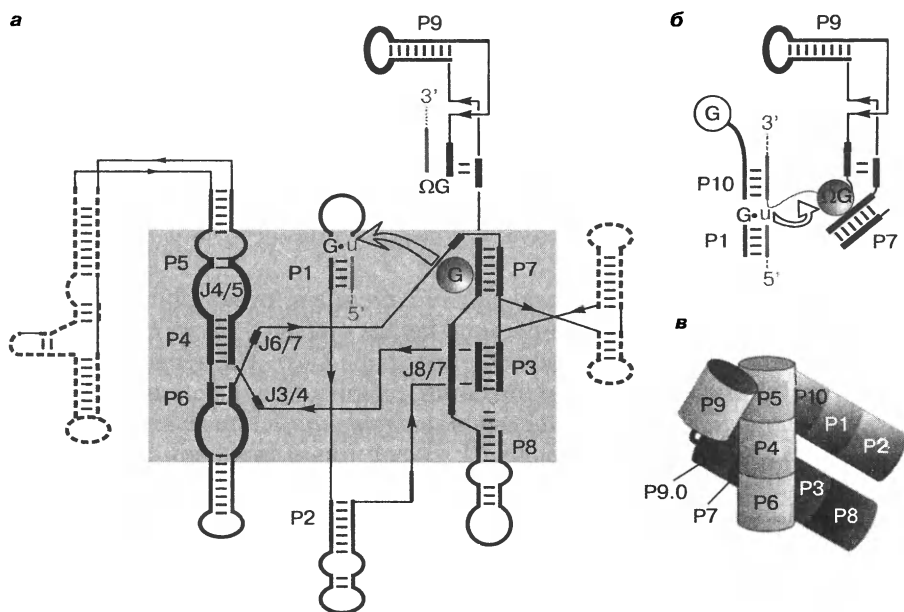 а
P9
3'
ΩG
P5
J4/5
P4
P6
J6/7
J3/4
G•u
P1
5'
G
P7
J8/7
P3
P8
P2
б
P9
G
3'
P10
ΩG
G•u
P1
P7
5'
в
P9
P5
P10
P1
P2
P4
P9.0
P7
P6
P3
P8